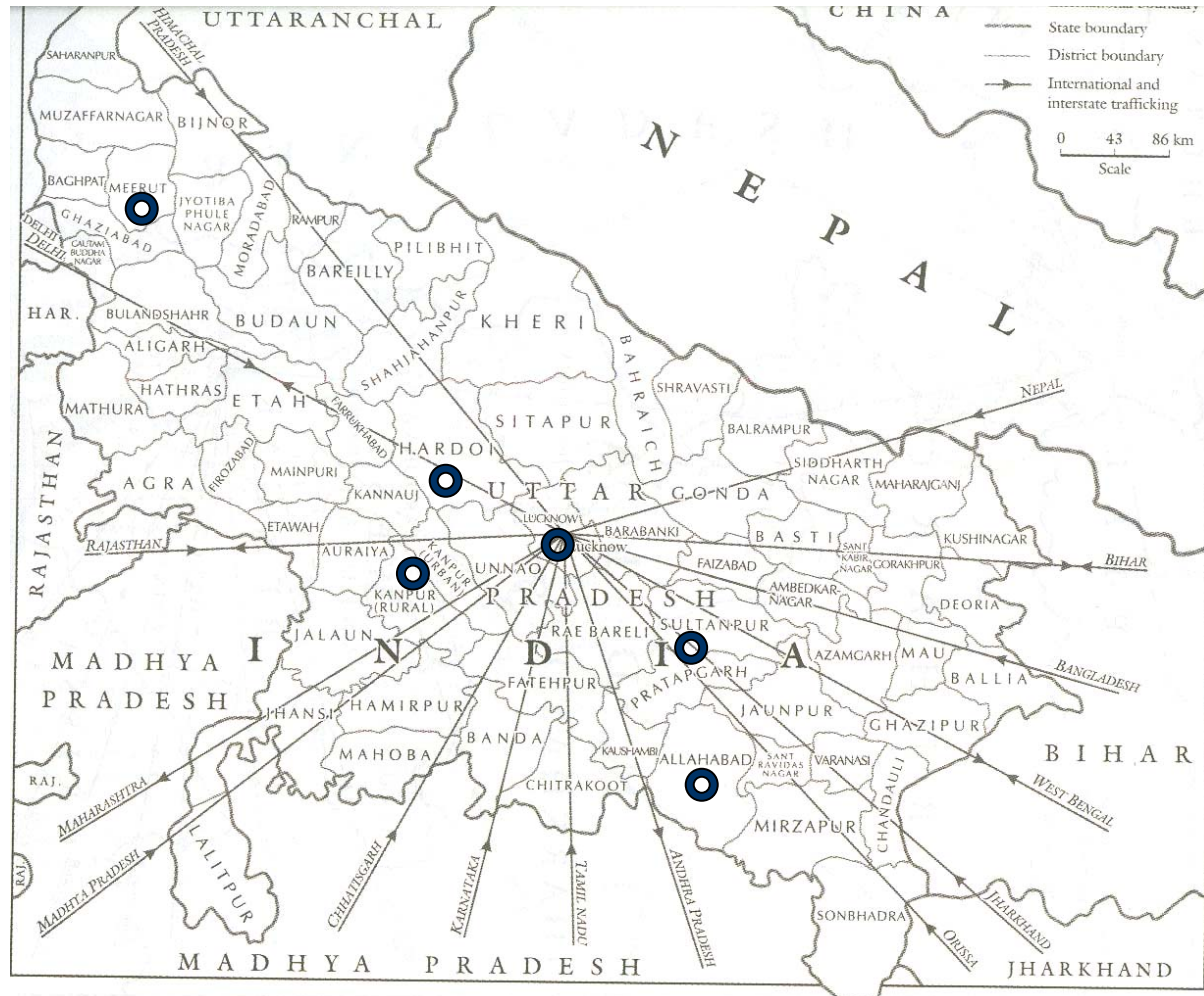 UTTARANCHAL
CHINA
HIMACHAL
PRADESH
State boundary
District boundary
International and
interstate trafficking
0 43 86 km
Scale
SAHARANPUR
MUZAFFARNAGAR
BIJNOR
NEPAL
BAGHPAT
MEERUT
JYOTIBA
PHULE
NAGAR
MORADABAD
RAMPUR
GHAZIABAD
DELHI
DELHI
GAUTAM
BUDDHA
NAGAR
PILIBHIT
BAREILLY
HAR.
BULANDSHAHR
BUDAUN
SHAHJAHANPUR
KHERI
BAHRAICH
ALIGARH
HATHRAS
ETAH
MATHURA
FARRUKHABAD
SITAPUR
SHRAVASTI
BALRAMPUR
NEPAL
RAJASTHAN
AGRA
FIROZABAD
MAINPURI
HARDOI
KANNAUJ
UTTAR
GONDA
SIDDHARTH
NAGAR
MAHARAJGANJ
ETAWAH
RAJASTHAN
AURAIYA
LUCKNOW
Lucknow
BARABANKI
BASTI
SANT
KABIR
NAGAR
GORAKHPUR
KUSHINAGAR
BIHAR
KANPUR
(URBAN)
KANPUR
(RURAL)
UNNAO
FAIZABAD
AMBEDKAR-
NAGAR
DEORIA
PRADESH
JALAUN
RAE BARELI
SULTANPUR
INDIA
AZAMGARH
MAU
BALLIA
BANGLADESH
MADHYA
PRADESH
FATEHPUR
PRATAPGARH
JHANSI
HAMIRPUR
JAUNPUR
GHAZIPUR
MAHOBA
BANDA
KAUSHAMBI
ALLAHABAD
SANT
RAVIDAS
NAGAR
VARANASI
CHANDAULI
BIHAR
WEST BENGAL
RAJ.
CHITRAKOOT
MAHARASHTRA
MIRZAPUR
LALITPUR
RAJ.
MADHTA PRADESH
CHHATISGARH
KARNATAKA
TAMIL NADU
ANDHRA PRADESH
SONBHADRA
ORISSA
JHARKHAND
MADHYA PRADESH
JHARKHAND